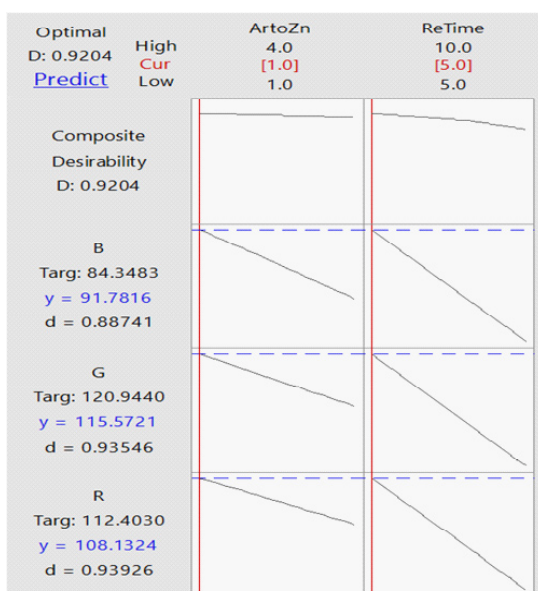 Optimal
D: 0.9204
Predict
High
Cur
Low
ArtoZn
4.0
[1.0]
1.0
ReTime
10.0
[5.0]
5.0
Composite
Desirability
D: 0.9204
B
Targ: 84.3483
y = 91.7816
d = 0.88741
G
Targ: 120.9440
y = 115.5721
d = 0.93546
R
Targ: 112.4030
y = 108.1324
d = 0.93926